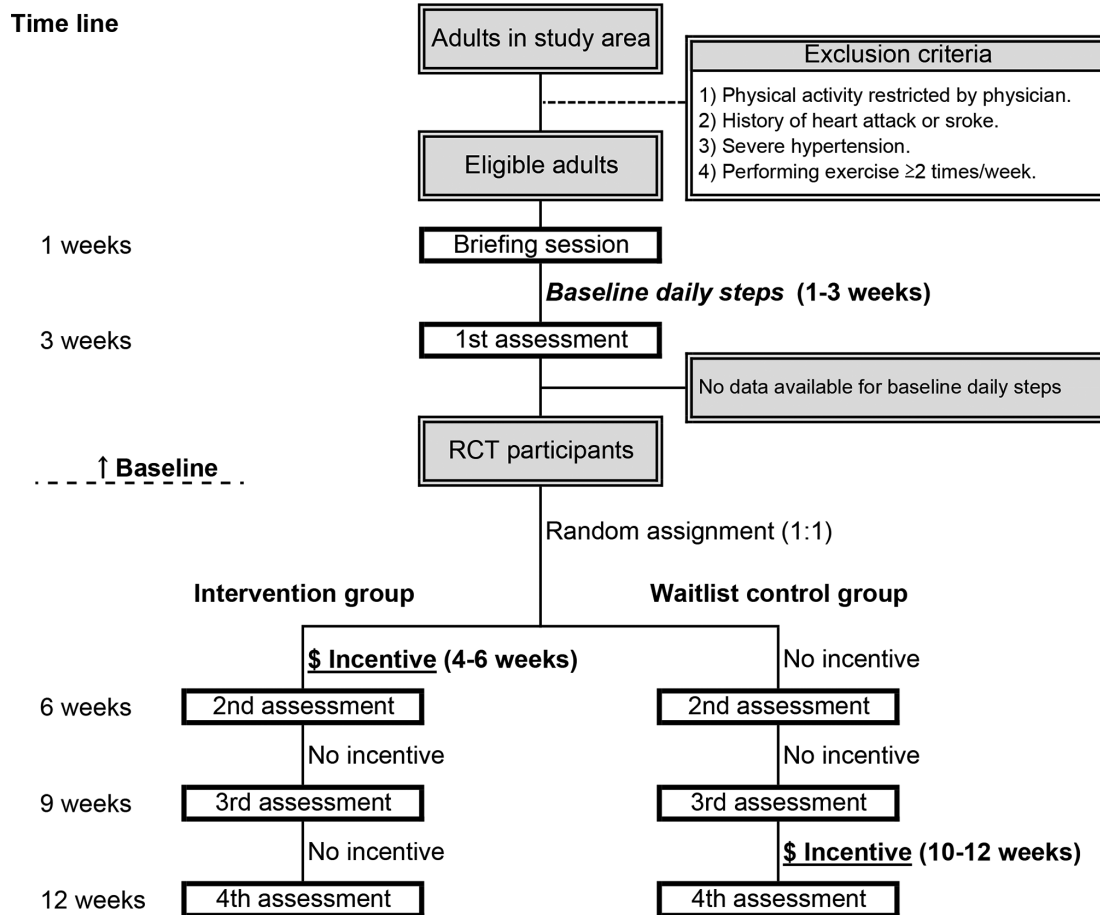 Time line
Adults in study area
Exclusion criteria
1) Physical activity restricted by physician.
2) History of heart attack or sroke.
3) Severe hypertension.
4) Performing exercise ≥2 times/week.
Eligible adults
1 weeks
Briefing session
Baseline daily steps (1-3 weeks)
3 weeks
1st assessment
No data available for baseline daily steps
RCT participants
↑ Baseline
Random assignment (1:1)
Intervention group
Waitlist control group
$ Incentive (4-6 weeks)
No incentive
6 weeks
2nd assessment
2nd assessment
No incentive
No incentive
9 weeks
3rd assessment
3rd assessment
No incentive
$ Incentive (10-12 weeks)
12 weeks
4th assessment
4th assessment